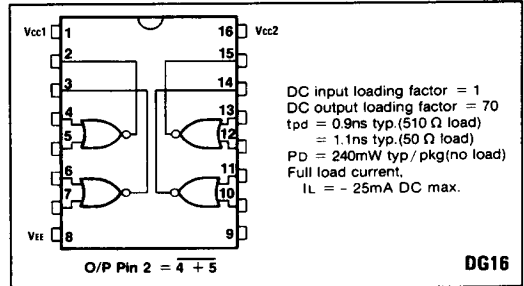 Vcc1 1 16 Vcc2
2 15
3 14
4 13
5 12
6 11
7 10
VEE 8 9
O/P Pin 2 = 4 + 5
DC input loading factor = 1
DC output loading factor = 70
tpd = 0.9ns typ.(510 Ω load)
= 1.1ns typ.(50 Ω load)
PD = 240mW typ/pkg(no load)
Full load current,
IL = - 25mA DC max.
DG16